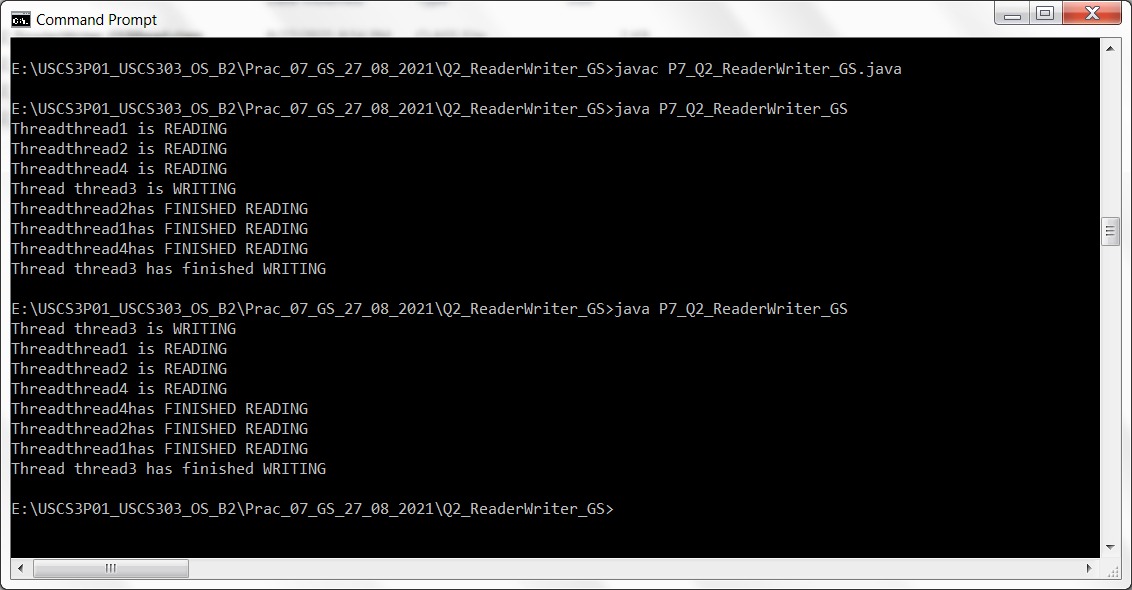 Command Prompt
E:\USCS3P01_USCS303_OS_B2\Prac_07_GS_27_08_2021\Q2_ReaderWriter_GS>javac P7_Q2_ReaderWriter_GS.java
E:\USCS3P01_USCS303_OS_B2\Prac_07_GS_27_08_2021\Q2_ReaderWriter_GS>java P7_Q2_ReaderWriter_GS
Threadthread1 is READING
Threadthread2 is READING
Threadthread4 is READING
Thread thread3 is WRITING
Threadthread2has FINISHED READING
Threadthread1has FINISHED READING
Threadthread4has FINISHED READING
Thread thread3 has finished WRITING
E:\USCS3P01_USCS303_OS_B2\Prac_07_GS_27_08_2021\Q2_ReaderWriter_GS>java P7_Q2_ReaderWriter_GS
Thread thread3 is WRITING
Threadthread1 is READING
Threadthread2 is READING
Threadthread4 is READING
Threadthread4has FINISHED READING
Threadthread2has FINISHED READING
Threadthread1has FINISHED READING
Thread thread3 has finished WRITING
E:\USCS3P01_USCS303_OS_B2\Prac_07_GS_27_08_2021\Q2_ReaderWriter_GS>